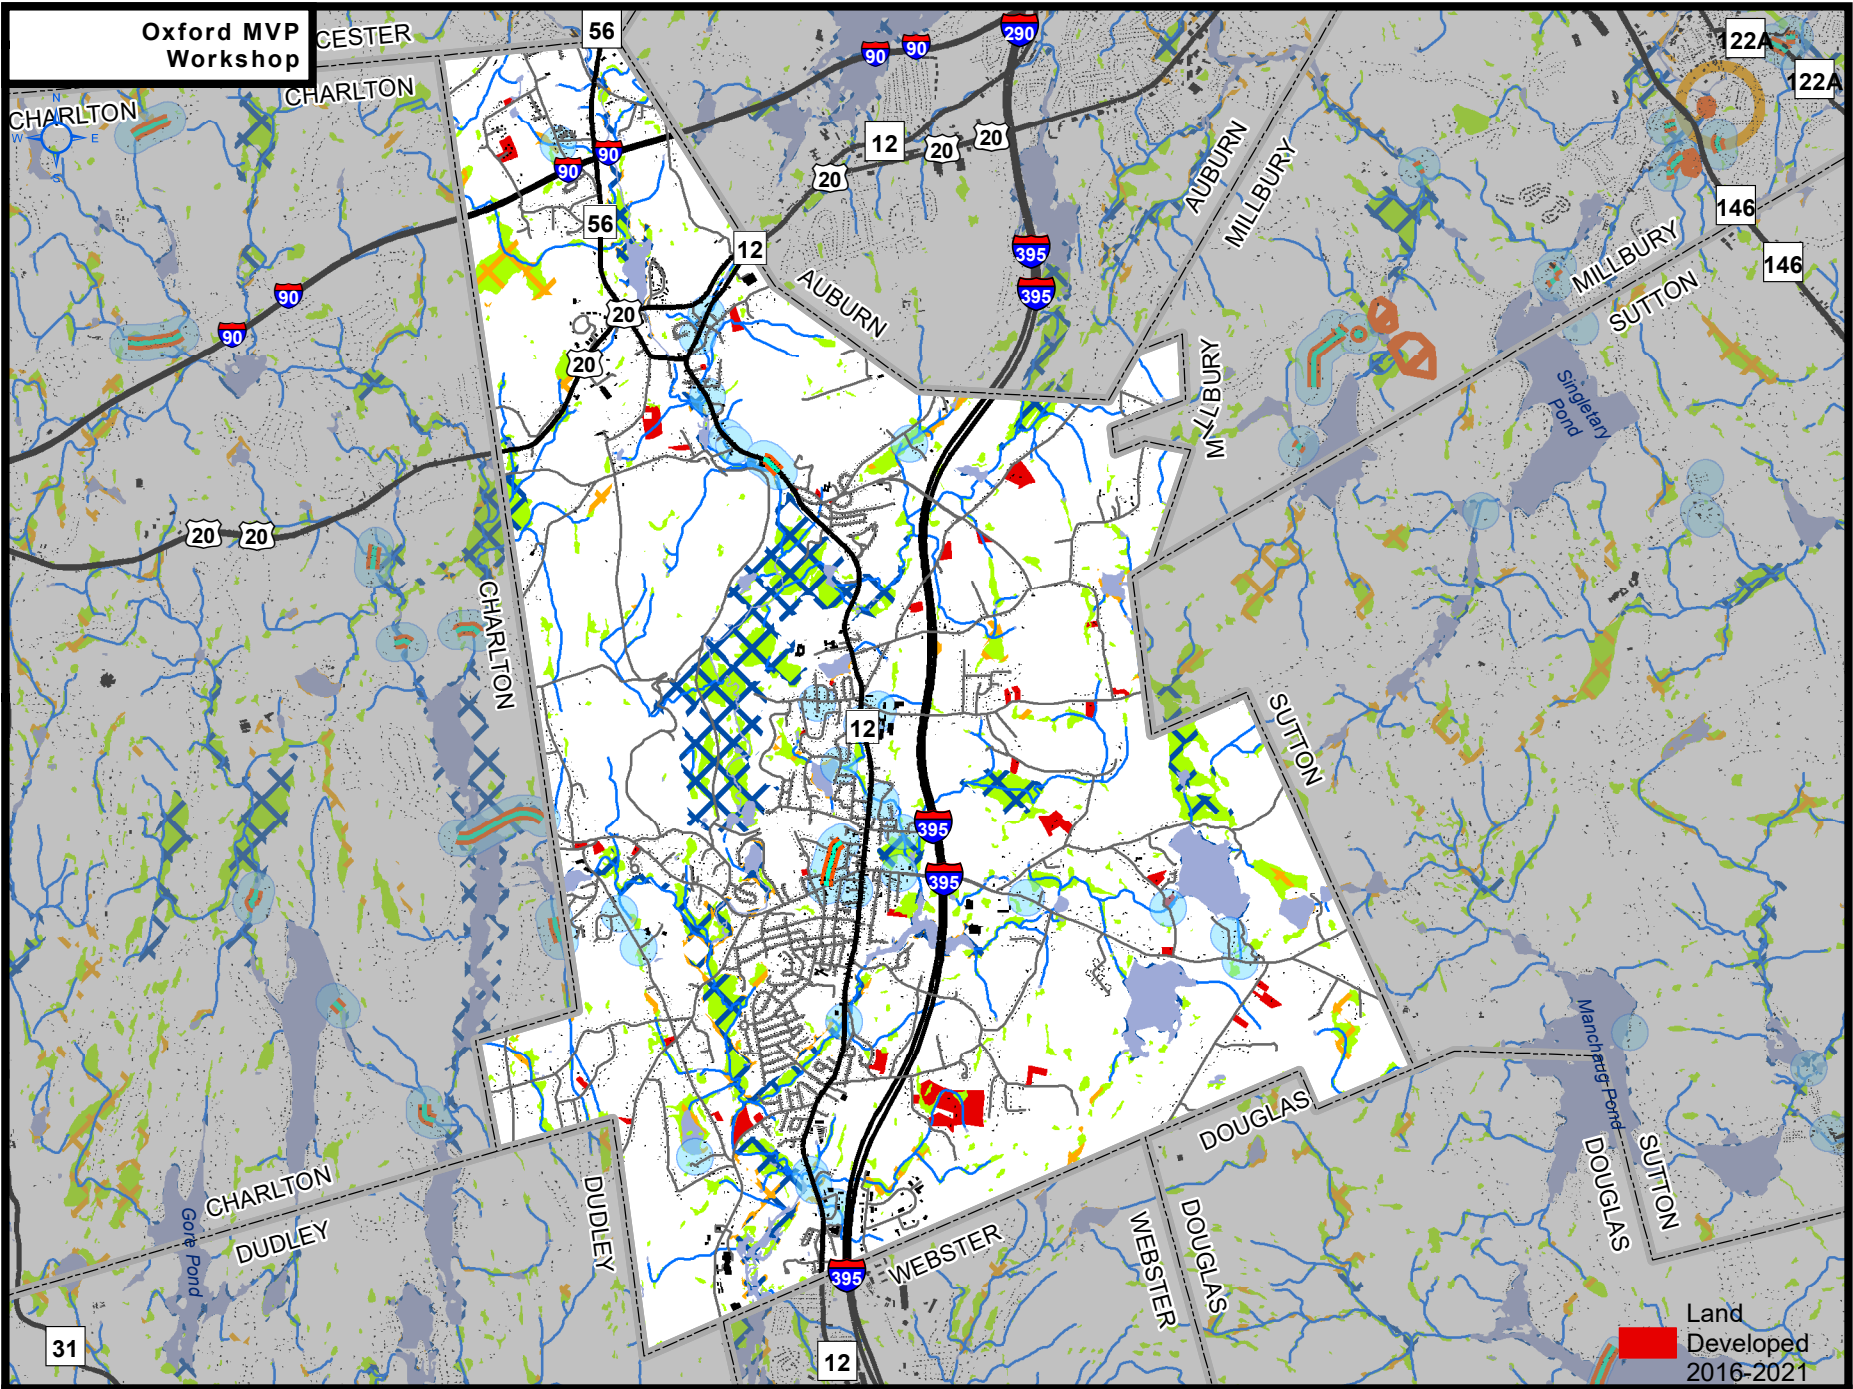 Oxford MVP
Workshop
CESTER
56
290
90
90
122A
122A
CHARLTON
CHARLTON
N
W
E
S
12
20
20
90
90
20
AUBURN
MILLBURY
146
56
12
395
146
MILLBURY
SUTTON
90
395
AUBURN
20
90
20
MILLBURY
Singletary
Pond
20
20
CHARLTON
SUTTON
12
395
395
Manchaug Pond
DOUGLAS
CHARLTON
DUDLEY
DUDLEY
Gore Pond
WEBSTER
WEBSTER
DOUGLAS
DOUGLAS
SUTTON
395
31
12
Land
Developed
2016-2021